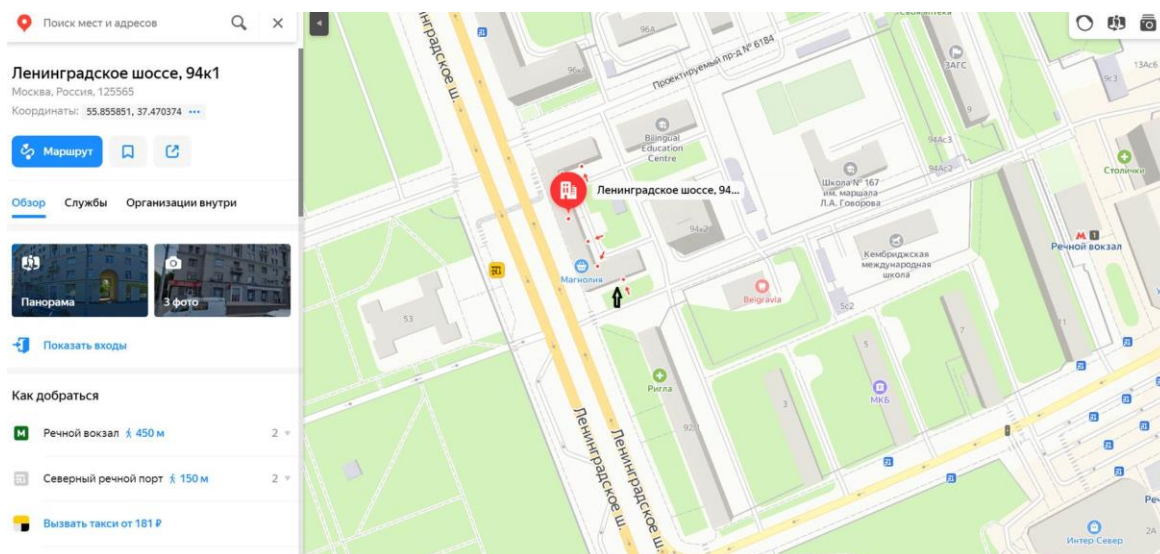 Поиск мест и адресов
Ленинградское шоссе, 94к1
Москва, Россия, 125565
Координаты: 55.855851, 37.470374 •••
Маршрут
Обзор Службы Организации внутри
Панорама
3 фото
Показать входы
Как добраться
М Речной вокзал 450 м 2
Северный речной порт 150 м 2
Вызвать такси от 181 ₽
Ленинградское ш.
Ленинградское ш.
96А
Проектируемый пр-д № 6184
ЗАГС
9
9с3
13Ас6
94Ас3
94Ас2
Bilingual
Education
Centre
Столички
Школа № 167
им. маршала
Л.А. Говорова
Ленинградское шоссе, 94...
94к2
М 1
Речной вокзал
Кембриджская
международная
школа
Магнолия
Belgravia
5с2
53
7
11
5
Ригла
МКБ
3
Ленинградское ш.
Ленинградское ш.
Интер Север
2А